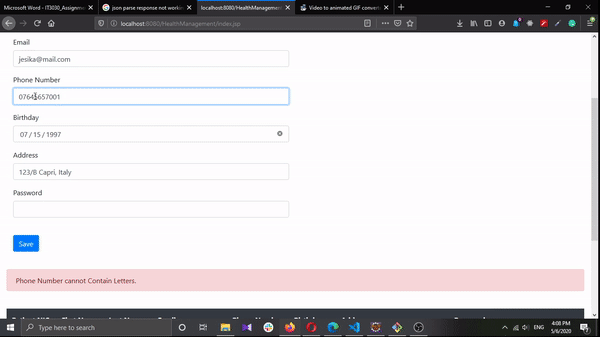 Microsoft Word - IT3030_Assignm
json parse response not workin
localhost:8080/HealthManagement/
Video to animated GIF convert
localhost:8080/HealthManagement/index.jsp
Email
jesika@mail.com
Phone Number
07645657001
Birthday
07 / 15 / 1997
Address
123/B Capri, Italy
Password
Save
Phone Number cannot Contain Letters.
Type here to search
ENG
4:08 PM
5/6/2020